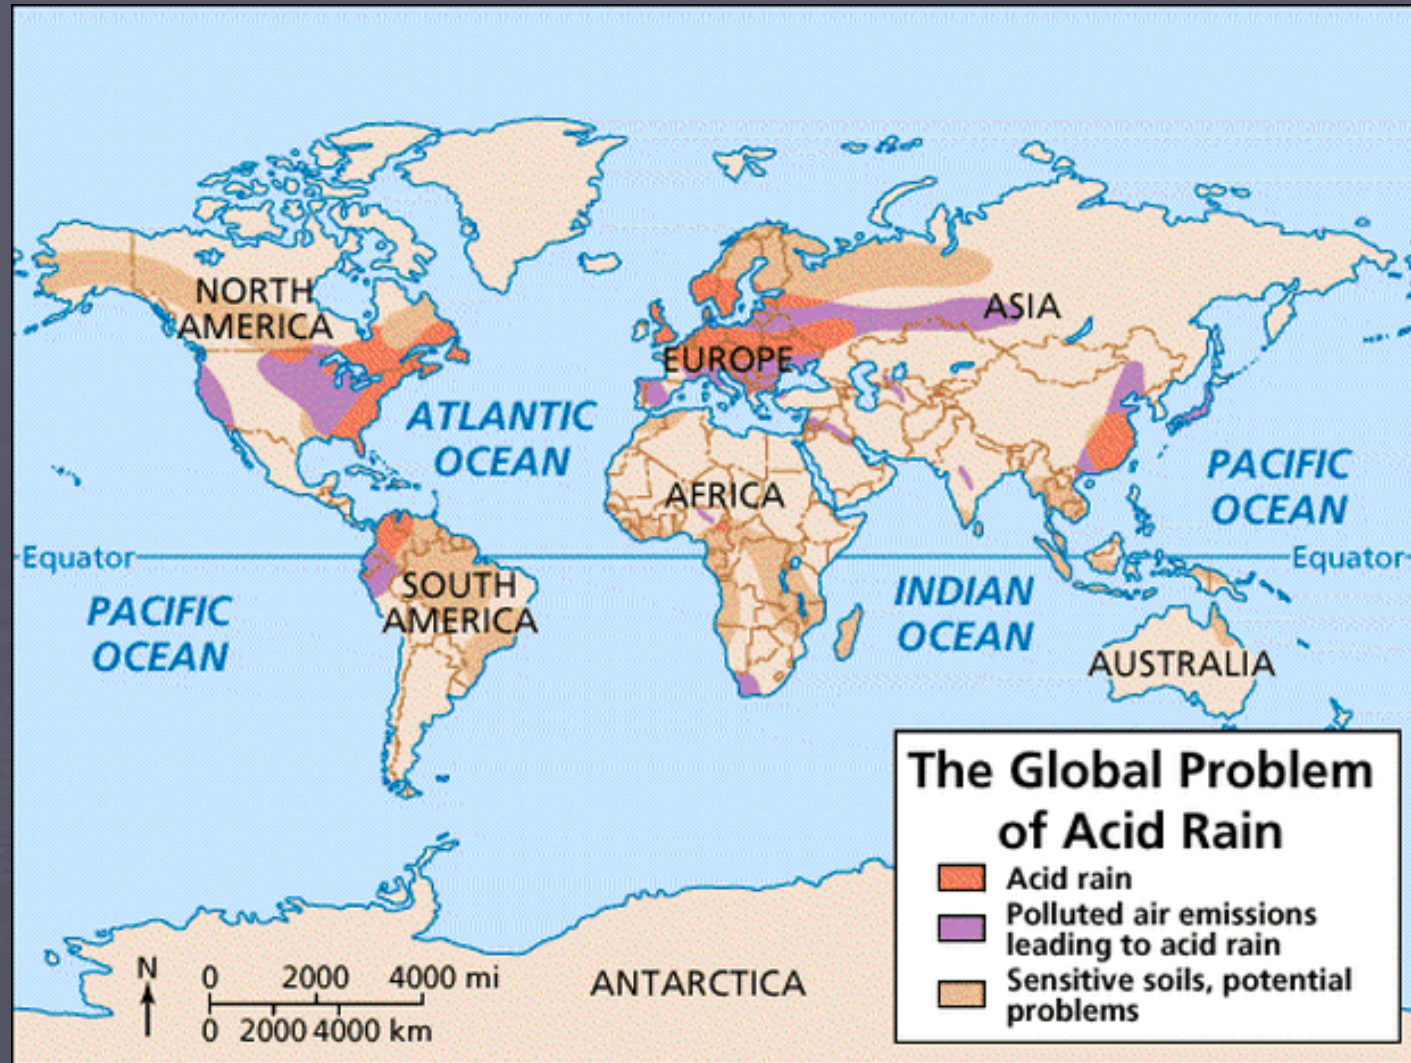 NORTH
AMERICA
ASIA
EUROPE
ATLANTIC
OCEAN
PACIFIC
OCEAN
AFRICA
Equator
Equator
SOUTH
AMERICA
INDIAN
OCEAN
PACIFIC
OCEAN
AUSTRALIA
The Global Problem
of Acid Rain
Acid rain
Polluted air emissions
leading to acid rain
Sensitive soils, potential
problems
N
0 2000 4000 mi
0 2000 4000 km
ANTARCTICA